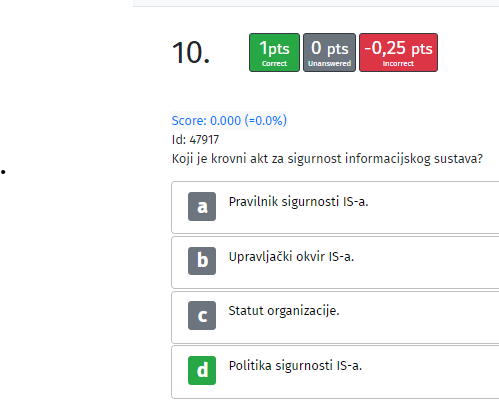 10.
1pts
Correct
0 pts
Unanswered
-0,25 pts
Incorrect
Score: 0.000 (=0.0%)
Id: 47917
Koji je krovni akt za sigurnost informacijskog sustava?
a Pravilnik sigurnosti IS-a.
b Upravljački okvir IS-a.
c Statut organizacije.
d Politika sigurnosti IS-a.